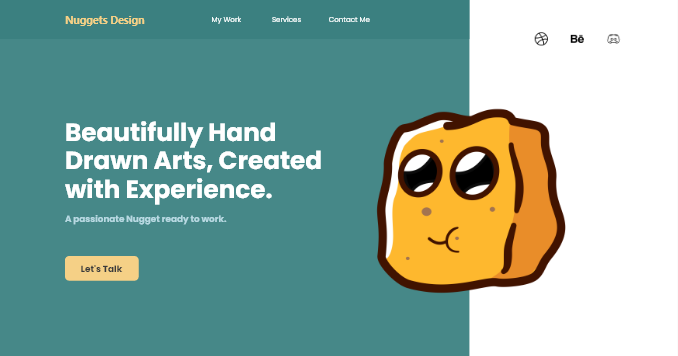 Nuggets Design
My Work
Services
Contact Me
Bē
Beautifully Hand
Drawn Arts, Created
with Experience.
A passionate Nugget ready to work.
Let's Talk